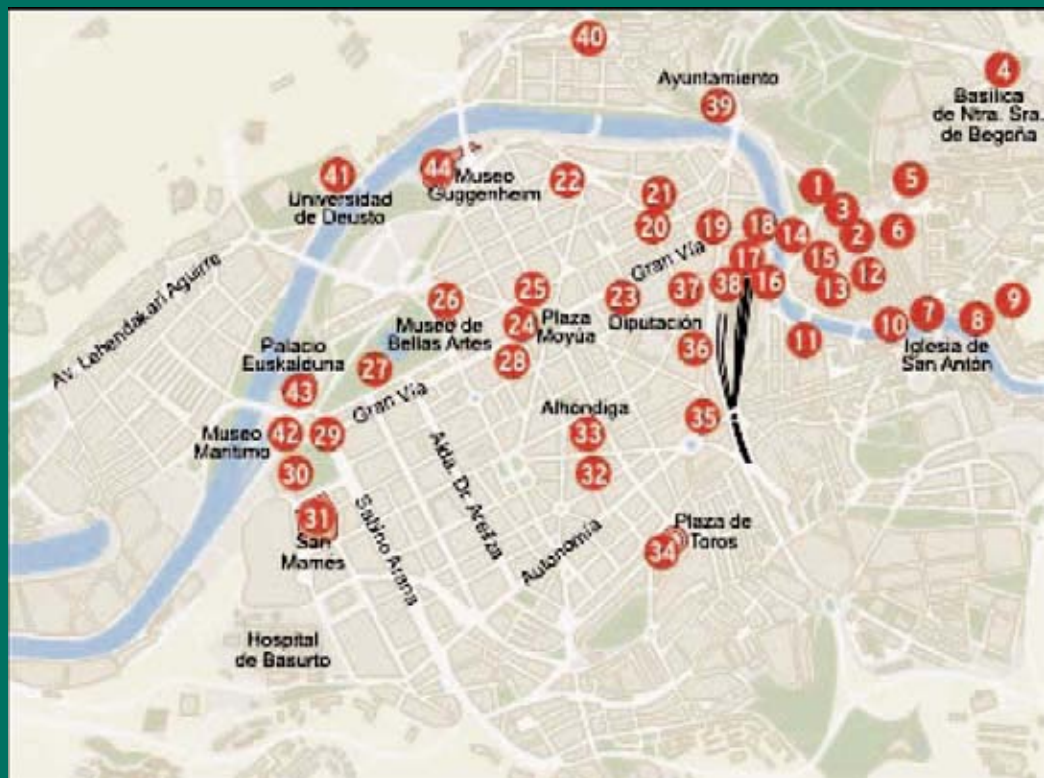 40
Ayuntamiento
39
4
Basílica
de Ntra. Sra.
de Begoña
41
Universidad
de Deusto
44
Museo
Guggenheim
22
21
20
19
18
1
3
2
5
6
14
15
12
13
17
16
38
Gran Vía
37
23
Diputación
36
25
24
Plaza
Moyúa
28
26
Museo de
Bellas Artes
27
Av. Lehendakari Aguirre
Palacio
Euskalduna
43
Gran Vía
11
10
7
8
9
Iglesia de
San Antón
42
Museo
Marítimo
29
30
31
San
Mamés
Sabino Arana
Alda. Dr. Areilza
Alhóndiga
33
32
35
Autonomía
34
Plaza de
Toros
Hospital
de Basurto